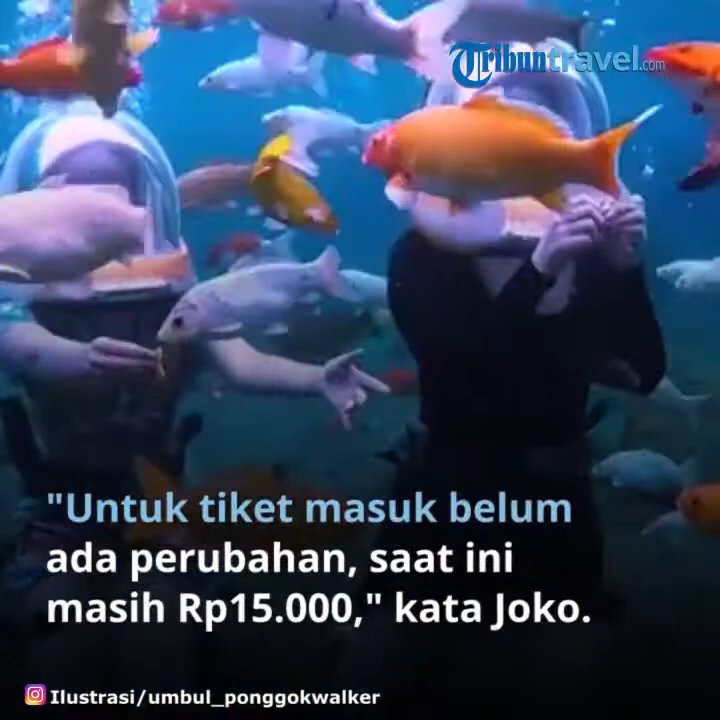 Tribuntravel.com
"Untuk tiket masuk belum
ada perubahan, saat ini
masih Rp15.000," kata Joko.
Ilustrasi/umbul_ponggokwalker